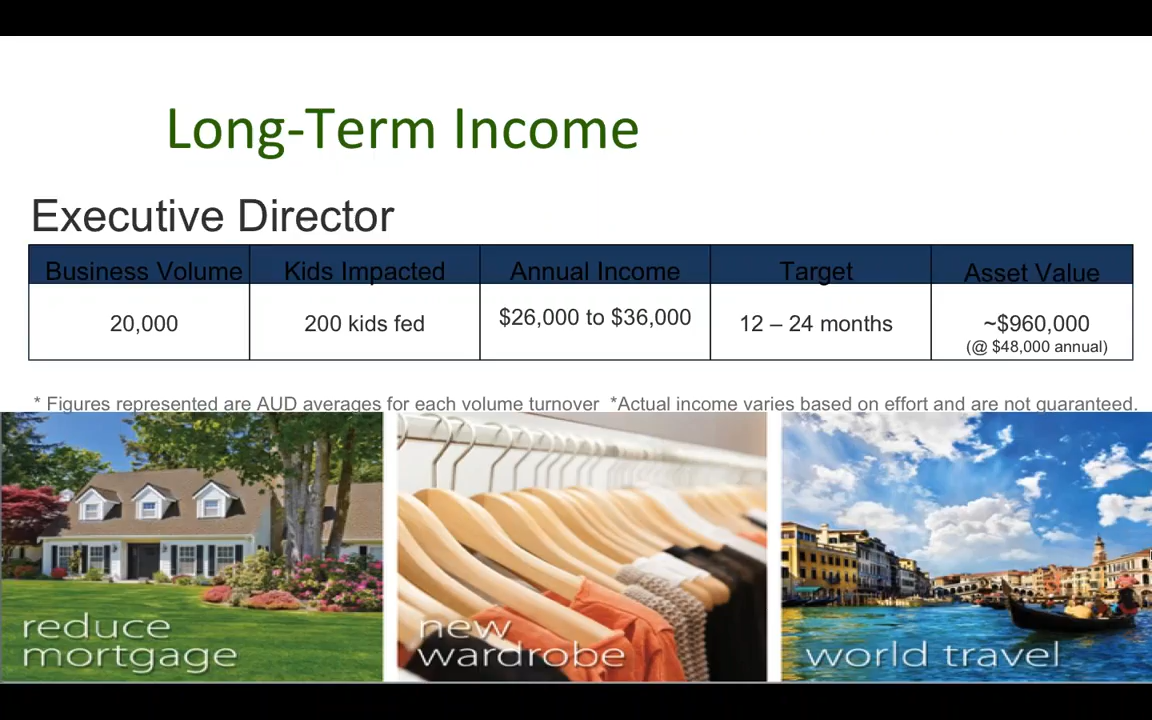 Long-Term Income
Executive Director
Business Volume Kids Impacted Annual Income Target Asset Value
20,000 200 kids fed $26,000 to $36,000 12 – 24 months ~$960,000
(@ $48,000 annual)
* Figures represented are AUD averages for each volume turnover *Actual income varies based on effort and are not guaranteed.
reduce
mortgage
new
wardrobe
world travel